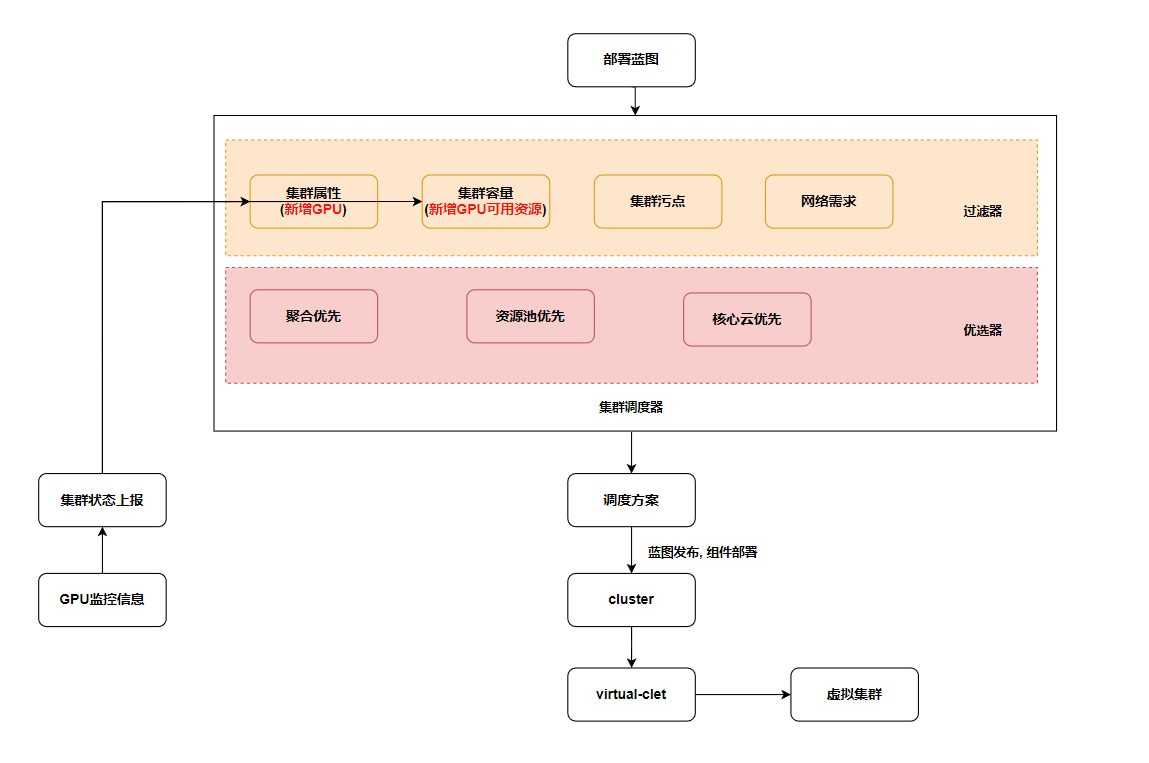 部署蓝图
集群属性
(新增GPU)
集群容量
(新增GPU可用资源)
集群污点
网络需求
过滤器
聚合优先
资源池优先
核心云优先
优选器
集群调度器
集群状态上报
调度方案
蓝图发布, 组件部署
GPU监控信息
cluster
virtual-clet
虚拟集群